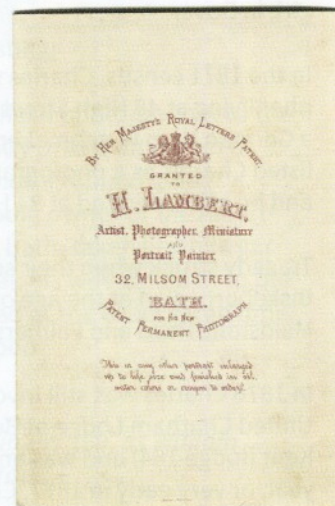 By Her Majesty's Royal Letters Patent,
GRANTED
TO
H. Lambert,
Artist, Photographer, Miniature
AND
Portrait Painter,
32, Milsom Street,
BATH.
FOR the New
Patent Permanent Photograph
This or any other portrait enlarged
up to life size and finished in oil,
water colors or crayon to order.